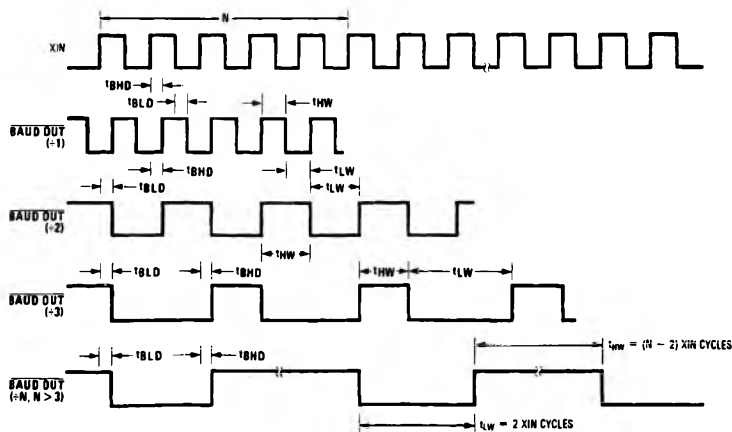 N
XIN
tBHD
tBLD
tHW
BAUD OUT
(÷1)
tBHD
tLW
tBLD
tLW
BAUD OUT
(÷2)
tHW
tBLD
tBHD
tHW
tLW
BAUD OUT
(÷3)
tHW = (N − 2) XIN CYCLES
tBLD
tBHD
BAUD OUT
(÷N, N > 3)
tLW = 2 XIN CYCLES